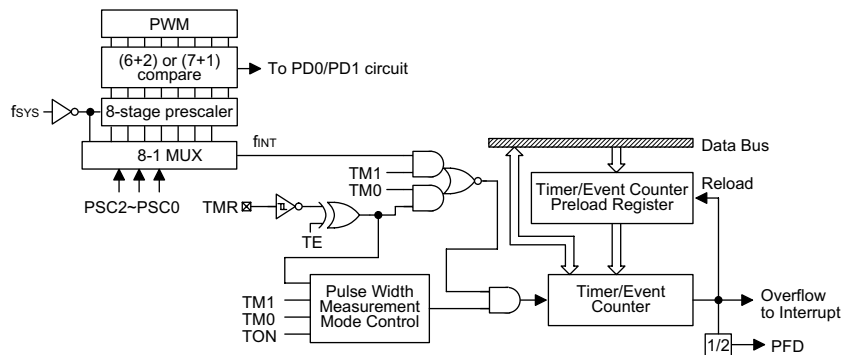 PWM
(6+2) or (7+1)
compare
To PD0/PD1 circuit
fSYS
8-stage prescaler
8-1 MUX
fINT
PSC2~PSC0
TM1
TM0
TMR
TE
Data Bus
Timer/Event Counter
Preload Register
Reload
TM1
TM0
TON
Pulse Width
Measurement
Mode Control
Timer/Event
Counter
Overflow
to Interrupt
1/2
PFD